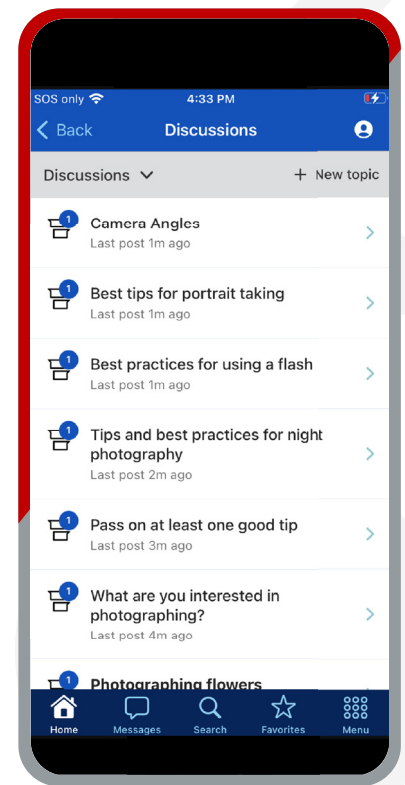 SOS only 4:33 PM
Back Discussions
Discussions + New topic
1
Camera Angles
Last post 1m ago
1
Best tips for portrait taking
Last post 1m ago
1
Best practices for using a flash
Last post 1m ago
1
Tips and best practices for night
photography
Last post 2m ago
1
Pass on at least one good tip
Last post 3m ago
1
What are you interested in
photographing?
Last post 4m ago
1
Photographing flowers
Home Messages Search Favorites Menu